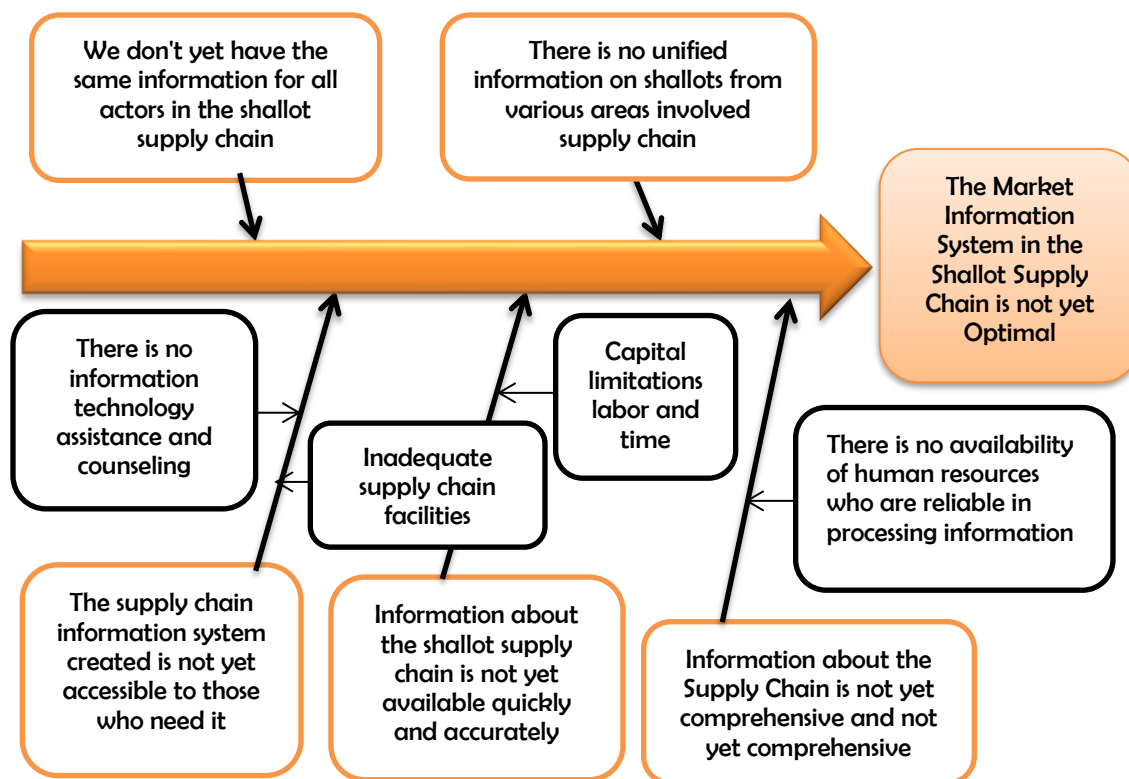 We don't yet have the
same information for all
actors in the shallot
supply chain
There is no unified
information on shallots from
various areas involved
supply chain
The Market
Information
System in the
Shallot Supply
Chain is not yet
Optimal
There is no
information
technology
assistance and
counseling
Inadequate
supply chain
facilities
Capital
limitations
labor and
time
There is no availability
of human resources
who are reliable in
processing information
The supply chain
information system
created is not yet
accessible to those
who need it
Information about
the shallot supply
chain is not yet
available quickly
and accurately
Information about the
Supply Chain is not yet
comprehensive and not
yet comprehensive